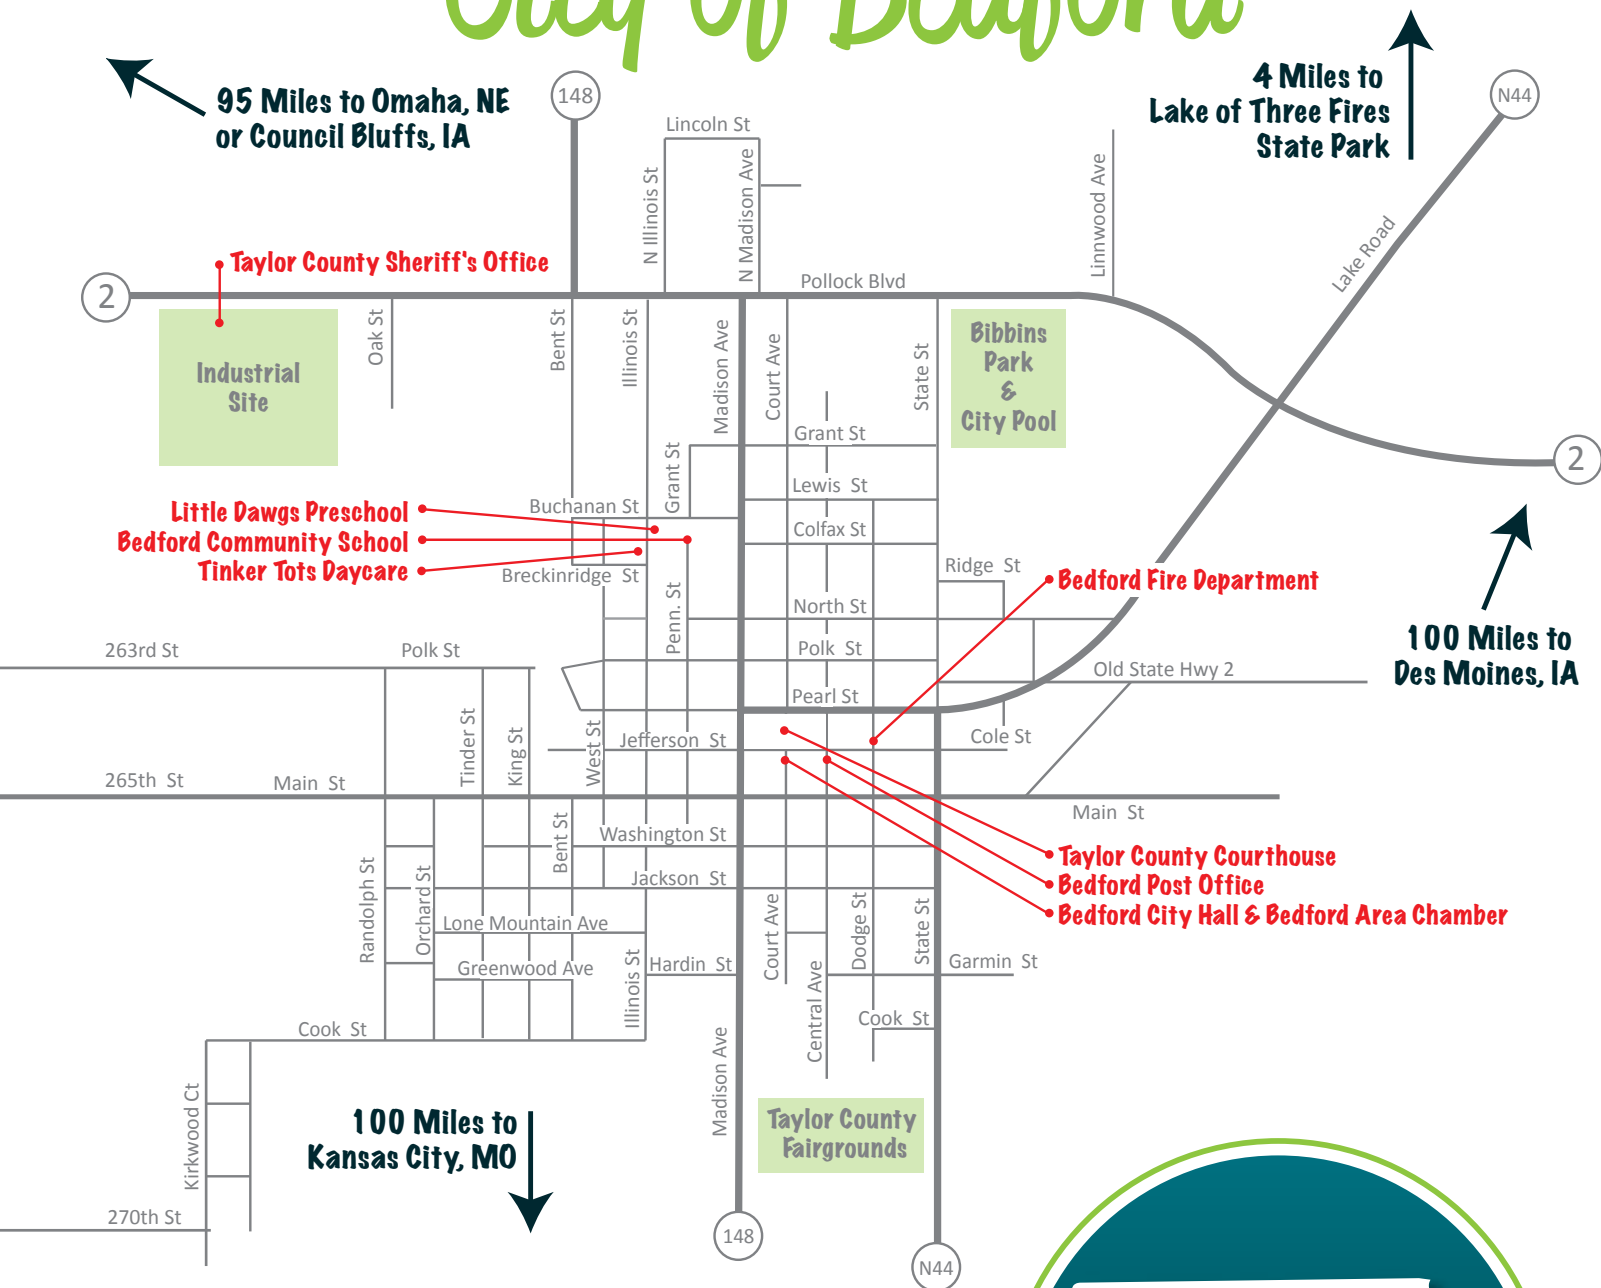 City of Bedford
95 Miles to Omaha, NE
or Council Bluffs, IA
148
4 Miles to
Lake of Three Fires
State Park
N44
Lincoln St
N Illinois St
N Madison Ave
Linnwood Ave
Lake Road
Taylor County Sheriff's Office
2
Pollock Blvd
Industrial
Site
Oak St
Bent St
Illinois St
Madison Ave
Court Ave
State St
Bibbins
Park
&
City Pool
Grant St
Grant St
Lewis St
2
Little Dawgs Preschool
Bedford Community School
Tinker Tots Daycare
Buchanan St
Colfax St
Breckinridge St
Ridge St
Bedford Fire Department
Penn. St
North St
100 Miles to
Des Moines, IA
263rd St
Polk St
Polk St
Old State Hwy 2
Pearl St
Tinder St
King St
West St
Jefferson St
Cole St
265th St
Main St
Main St
Bent St
Washington St
Taylor County Courthouse
Bedford Post Office
Bedford City Hall & Bedford Area Chamber
Randolph St
Orchard St
Jackson St
Lone Mountain Ave
Greenwood Ave
Illinois St
Hardin St
Court Ave
Central Ave
Dodge St
State St
Garmin St
Cook St
Cook St
Madison Ave
Kirkwood Ct
100 Miles to
Kansas City, MO
Taylor County
Fairgrounds
270th St
148
N44